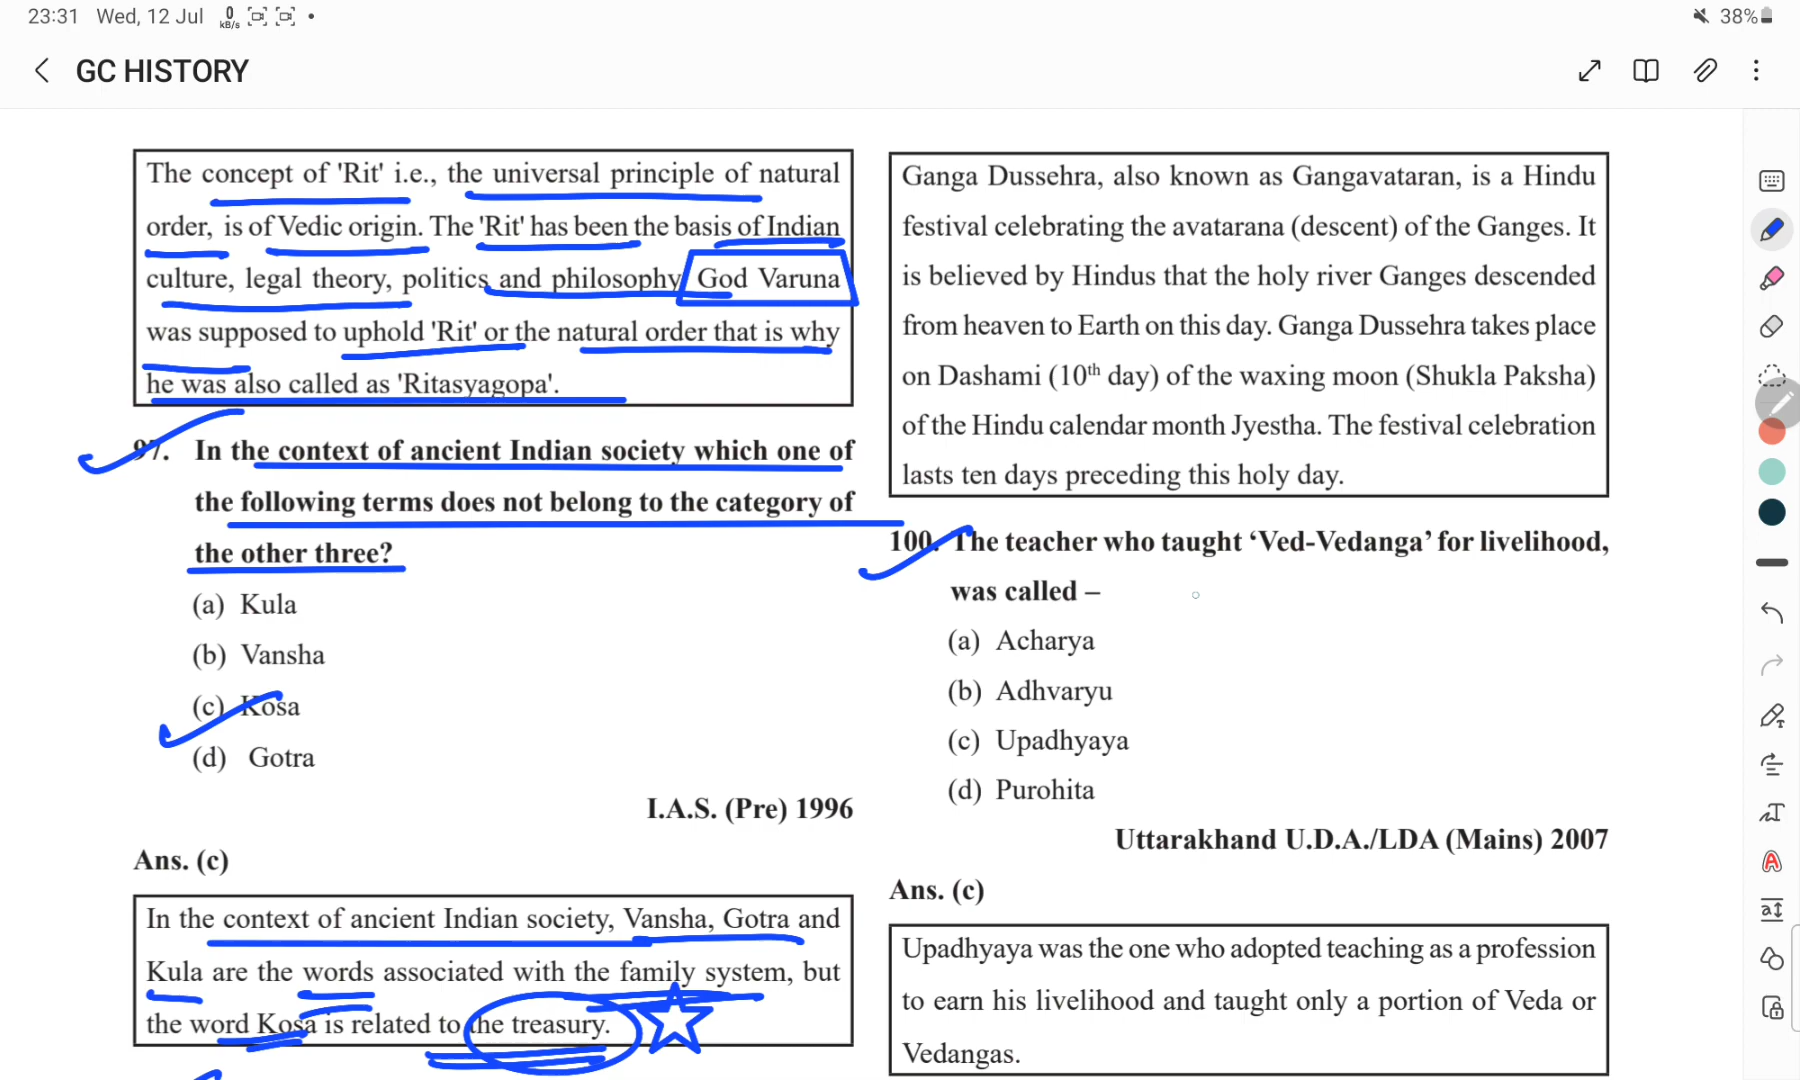 23:31 Wed, 12 Jul 0 kB/s 38%
GC HISTORY
The concept of 'Rit' i.e., the universal principle of natural
order, is of Vedic origin. The 'Rit' has been the basis of Indian
culture, legal theory, politics and philosophy God Varuna
was supposed to uphold 'Rit' or the natural order that is why
he was also called as 'Ritasyagopa'.
97. In the context of ancient Indian society which one of
the following terms does not belong to the category of
the other three?
(a) Kula
(b) Vansha
(c) Kosa
(d) Gotra
I.A.S. (Pre) 1996
Ans. (c)
In the context of ancient Indian society, Vansha, Gotra and
Kula are the words associated with the family system, but
the word Kosa is related to the treasury.
Ganga Dussehra, also known as Gangavataran, is a Hindu
festival celebrating the avatarana (descent) of the Ganges. It
is believed by Hindus that the holy river Ganges descended
from heaven to Earth on this day. Ganga Dussehra takes place
on Dashami (10th day) of the waxing moon (Shukla Paksha)
of the Hindu calendar month Jyestha. The festival celebration
lasts ten days preceding this holy day.
100. The teacher who taught ‘Ved-Vedanga’ for livelihood,
was called –
(a) Acharya
(b) Adhvaryu
(c) Upadhyaya
(d) Purohita
Uttarakhand U.D.A./LDA (Mains) 2007
Ans. (c)
Upadhyaya was the one who adopted teaching as a profession
to earn his livelihood and taught only a portion of Veda or
Vedangas.